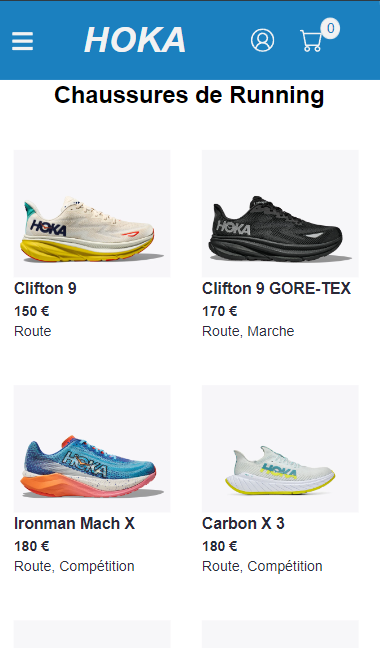 HOKA
0
Chaussures de Running
HOKA
HOKA
Clifton 9
Clifton 9 GORE-TEX
150 €
170 €
Route
Route, Marche
HOKA
HOKA
Ironman Mach X
Carbon X 3
180 €
180 €
Route, Compétition
Route, Compétition